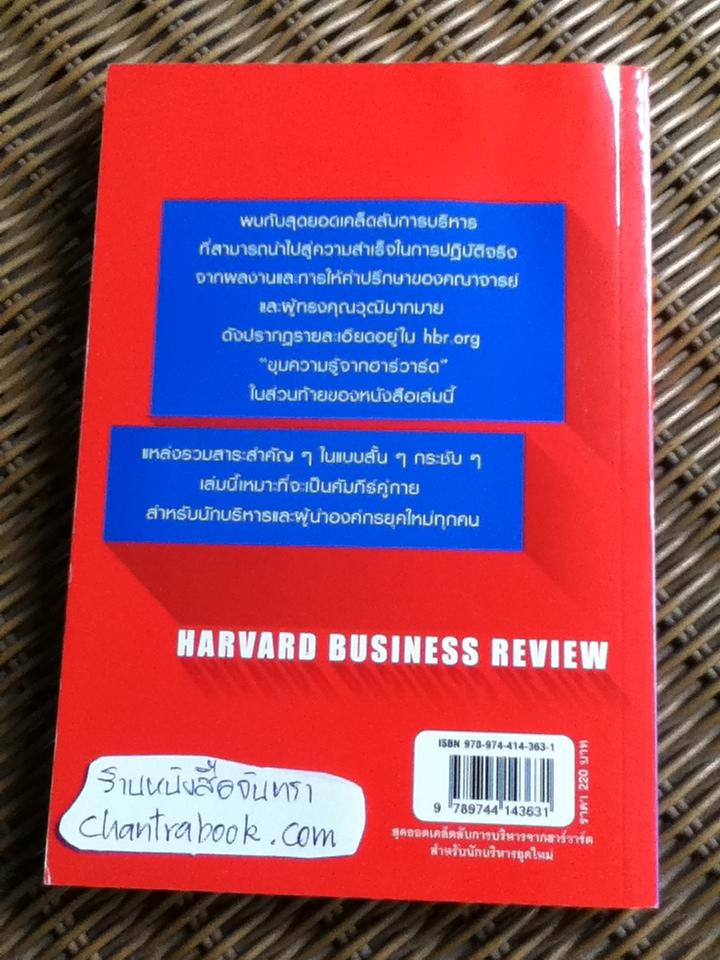 พบกับสุดยอดเคล็ดลับการบริหาร
ที่สามารถนำไปสู่ความสำเร็จในการปฏิบัติจริง
จากผลงานและการให้คำปรึกษาของคณาจารย์
และผู้ทรงคุณวุฒิมากมาย
ดังปรากฏรายละเอียดอยู่ใน hbr.org
"ขุมความรู้จากฮาร์วาร์ด"
ในส่วนท้ายของหนังสือเล่มนี้
แหล่งรวมสาระสำคัญ ๆ ในแบบสั้น ๆ กระชับ ๆ
เล่มนี้เหมาะที่จะเป็นคัมภีร์คู่กาย
สำหรับนักบริหารและผู้นำองค์กรยุคใหม่ทุกคน
HARVARD BUSINESS REVIEW
ISBN 978-974-414-363-1
9 789744 143631
ราคา 220 บาท
สุดยอดเคล็ดลับการบริหารจากฮาร์วาร์ด
สำหรับนักบริหารยุคใหม่
ร้านหนังสือจันทรา
chantrabook.com